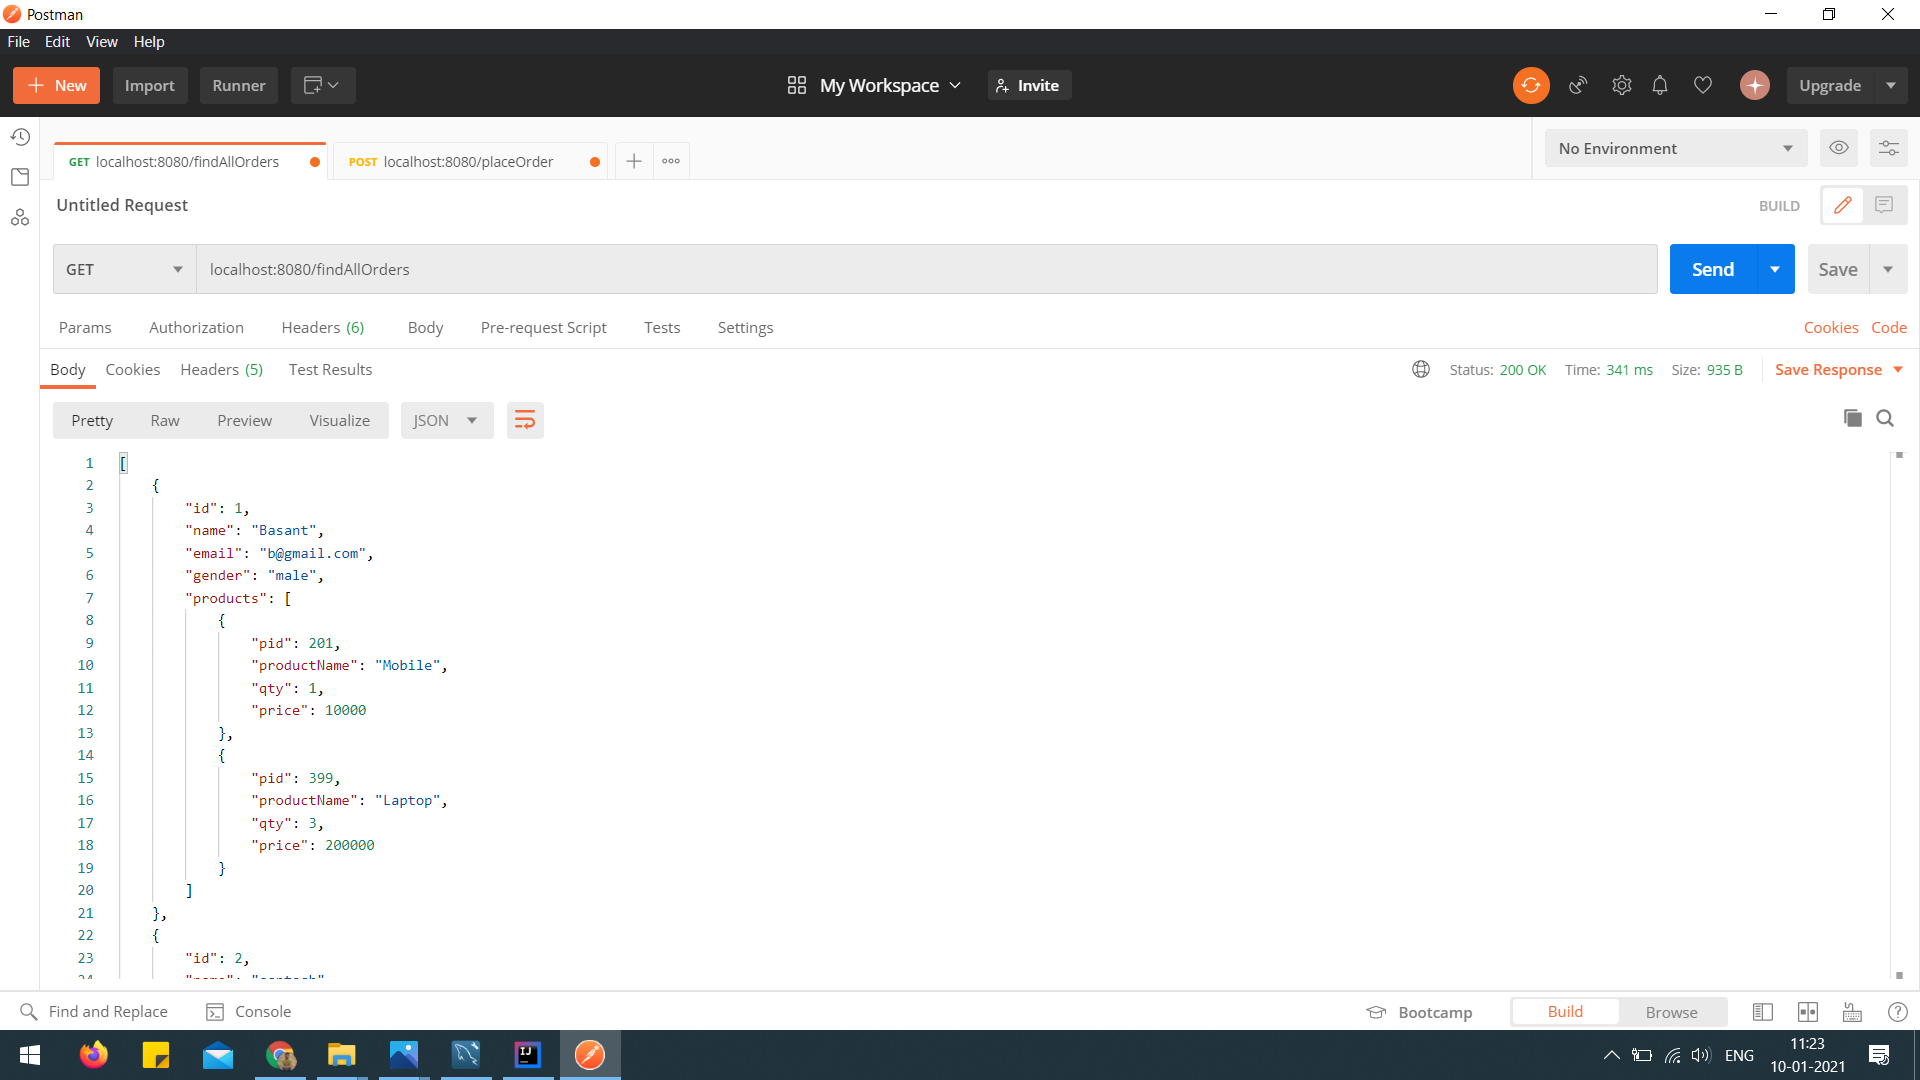 Postman
File Edit View Help
New Import Runner My Workspace Invite Upgrade
GET localhost:8080/findAllOrders POST localhost:8080/placeOrder No Environment
Untitled Request BUILD
GET localhost:8080/findAllOrders Send Save
Params Authorization Headers (6) Body Pre-request Script Tests Settings Cookies Code
Body Cookies Headers (5) Test Results Status: 200 OK Time: 341 ms Size: 935 B Save Response
Pretty Raw Preview Visualize JSON
1 [
2 {
3 "id": 1,
4 "name": "Basant",
5 "email": "b@gmail.com",
6 "gender": "male",
7 "products": [
8 {
9 "pid": 201,
10 "productName": "Mobile",
11 "qty": 1,
12 "price": 10000
13 },
14 {
15 "pid": 399,
16 "productName": "Laptop",
17 "qty": 3,
18 "price": 200000
19 }
20 ]
21 },
22 {
23 "id": 2,
Find and Replace Console Bootcamp Build Browse
IJ ENG 11:23
10-01-2021